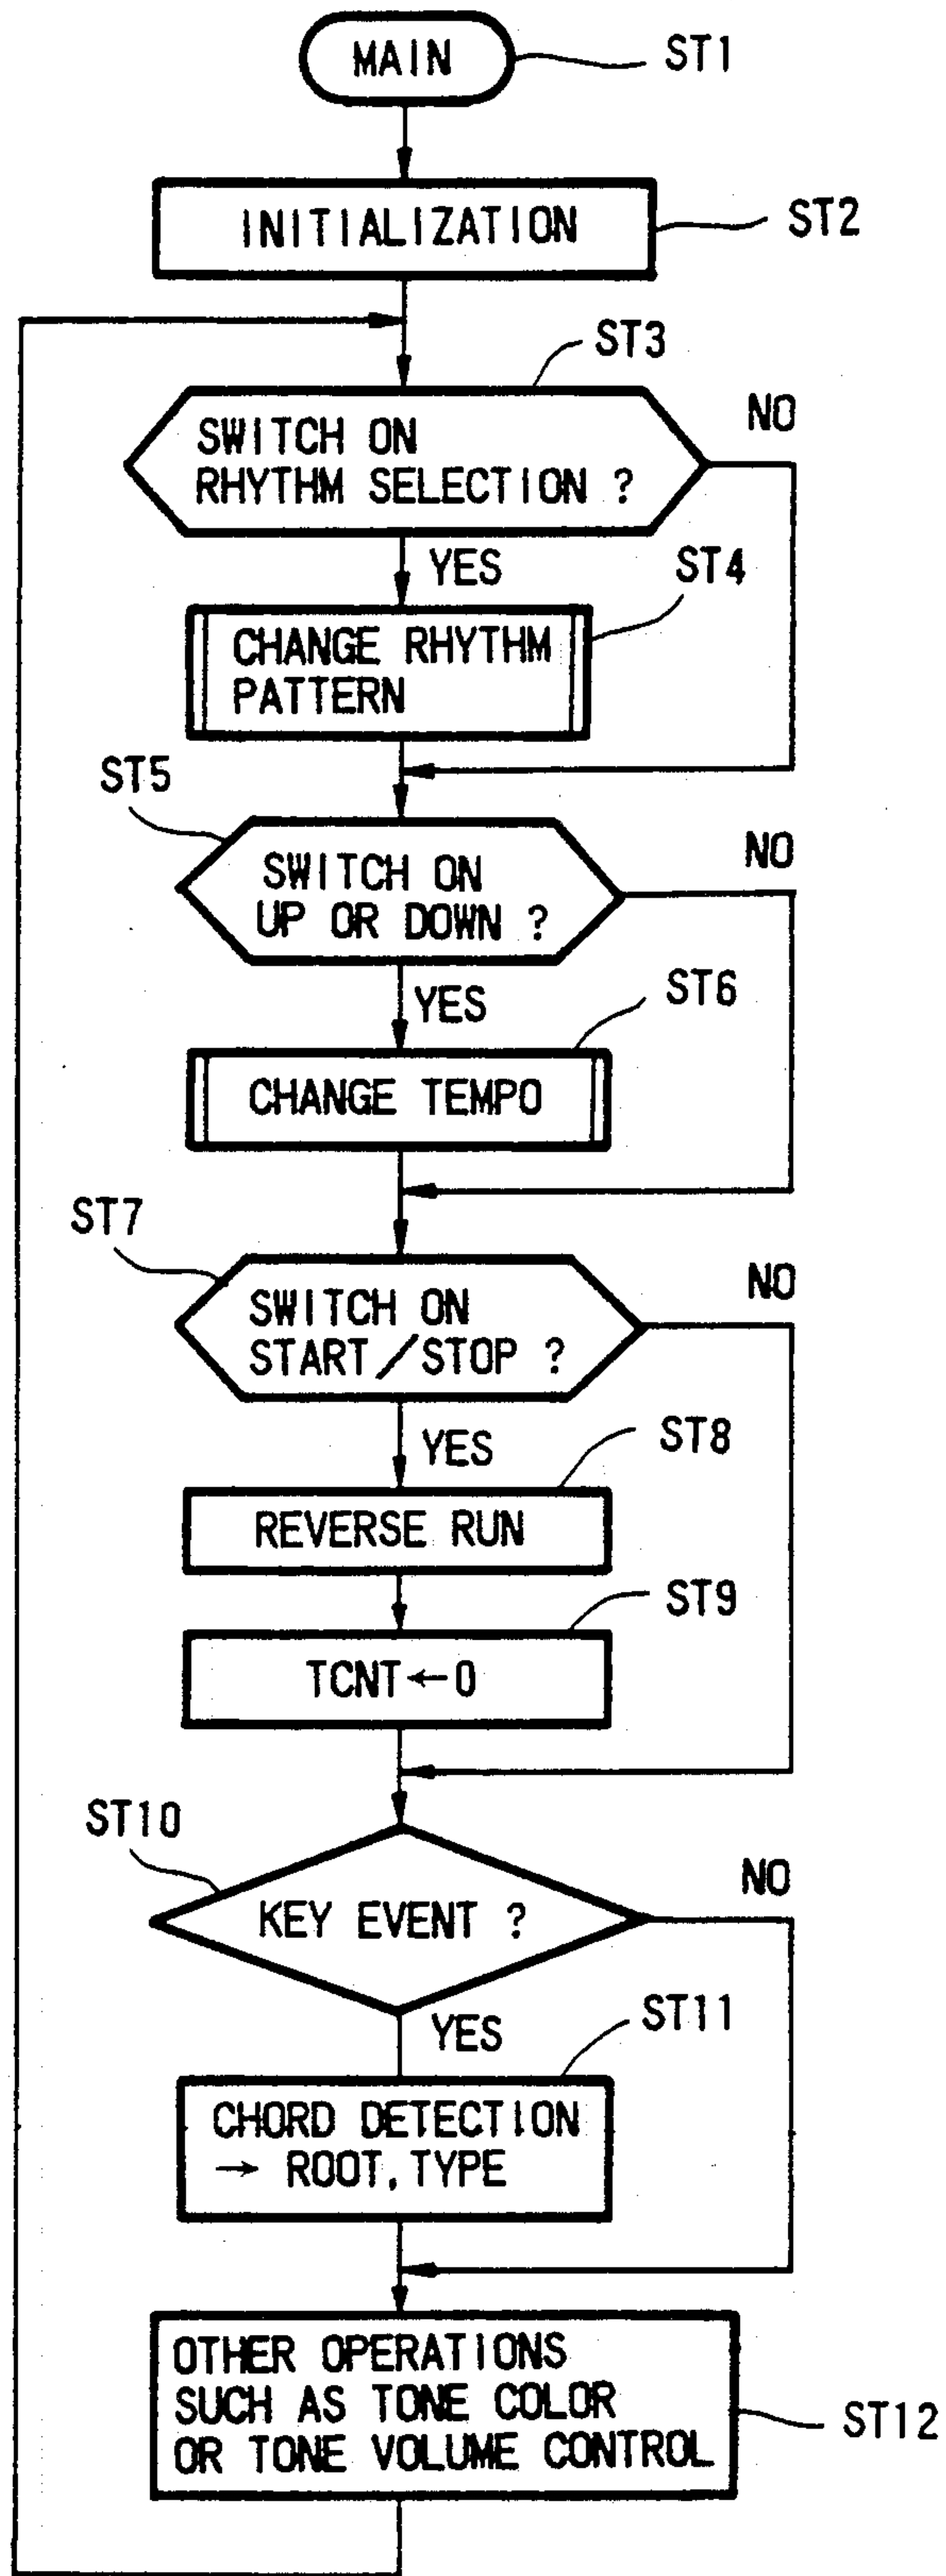 MAIN
ST1
INITIALIZATION
ST2
ST3
SWITCH ON
RHYTHM SELECTION ?
NO
YES
ST4
CHANGE RHYTHM
PATTERN
ST5
SWITCH ON
UP OR DOWN ?
NO
YES
ST6
CHANGE TEMPO
ST7
SWITCH ON
START/STOP ?
NO
YES
ST8
REVERSE RUN
ST9
TCNT←0
ST10
KEY EVENT ?
NO
YES
ST11
CHORD DETECTION
→ ROOT, TYPE
OTHER OPERATIONS
SUCH AS TONE COLOR
OR TONE VOLUME CONTROL
ST12